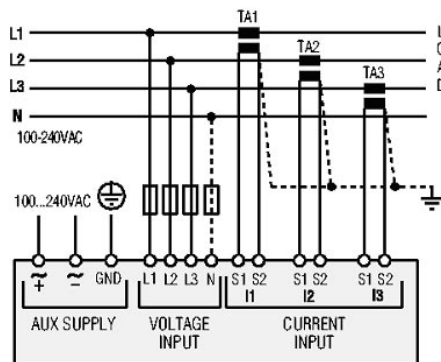 TA1
L1
L
TA2
O
L2
A
TA3
L3
D
N
100-240VAC
100...240VAC
+ − GND L1 L2 L3 N S1 S2 S1 S2 S1 S2
I1 I2 I3
AUX SUPPLY VOLTAGE INPUT CURRENT INPUT